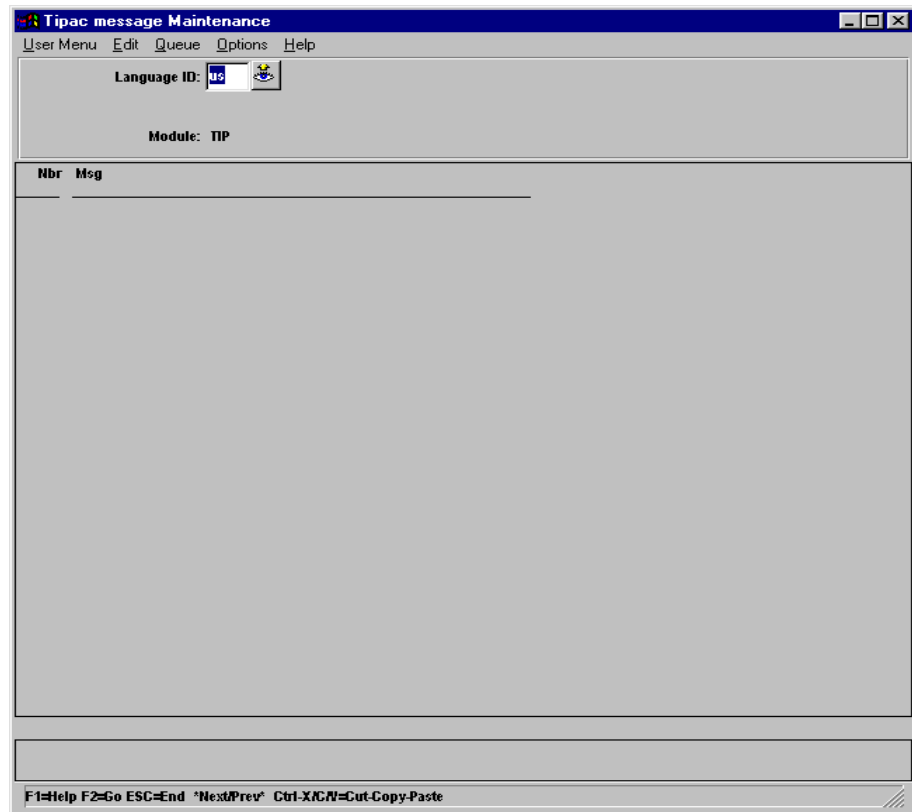 Tipac message Maintenance
User Menu Edit Queue Options Help
Language ID: us
Module: TIP
Nbr Msg
F1=Help F2=Go ESC=End *Next/Prev* Ctrl-X/C/V=Cut-Copy-Paste